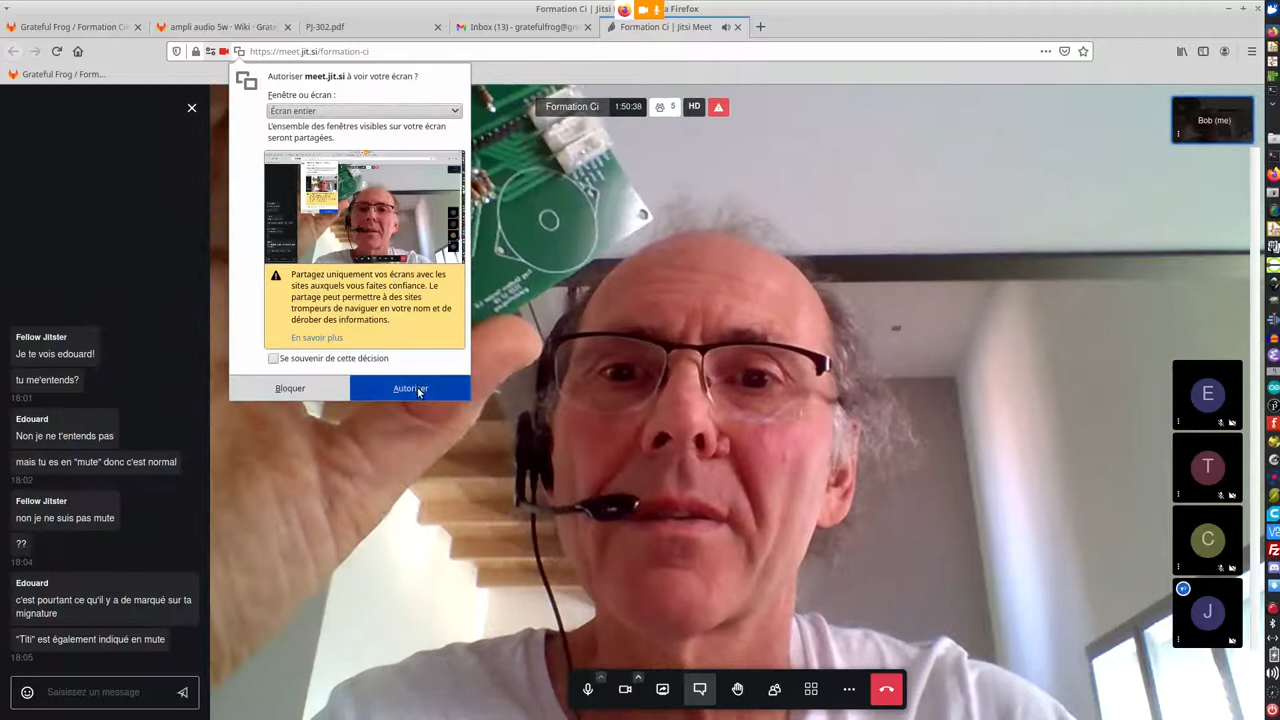 Formation Ci | Jitsi Meet
Firefox
Grateful Frog / Formation C
ampli audio 5w · Wiki · Grate
PJ-302.pdf
Inbox (13) - gratefulfrog@gm
Formation Ci | Jitsi Meet
https://meet.jit.si/formation-ci
Grateful Frog / Form...
Autoriser meet.jit.si à voir votre écran ?
Fenêtre ou écran :
Écran entier
L'ensemble des fenêtres visibles sur votre écran
seront partagées.
Partagez uniquement vos écrans avec les
sites auxquels vous faites confiance. Le
partage peut permettre à des sites
trompeurs de naviguer en votre nom et de
dérober des informations.
En savoir plus
Se souvenir de cette décision
Bloquer
Autoriser
Formation Ci
1:50:38
5
HD
Bob (me)
Fellow Jitster
Je te vois edouard!
tu me'entends?
18:01
Edouard
Non je ne t'entends pas
mais tu es en "mute" donc c'est normal
18:02
Fellow Jitster
non je ne suis pas mute
??
18:04
Edouard
c'est pourtant ce qu'il y a de marqué sur ta
mignature
"Titi" est également indiqué en mute
18:05
Saisissez un message
E
T
C
J